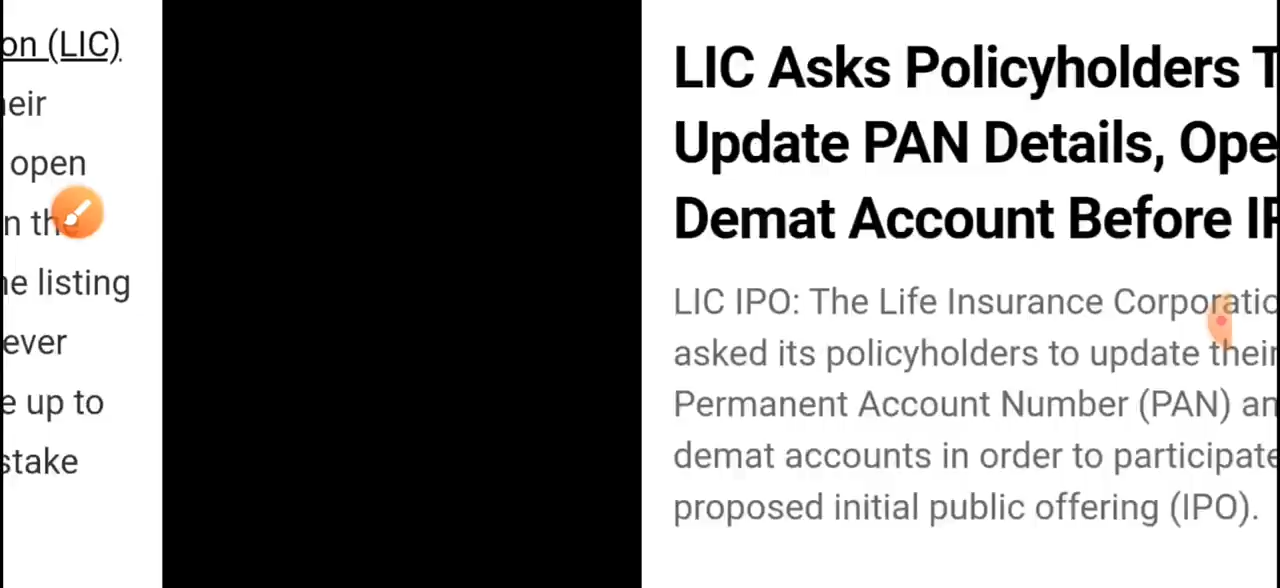 on (LIC)
eir
open
n the
e listing
ever
e up to
stake
LIC Asks Policyholders T
Update PAN Details, Ope
Demat Account Before IP
LIC IPO: The Life Insurance Corporatio
asked its policyholders to update their
Permanent Account Number (PAN) an
demat accounts in order to participate
proposed initial public offering (IPO).